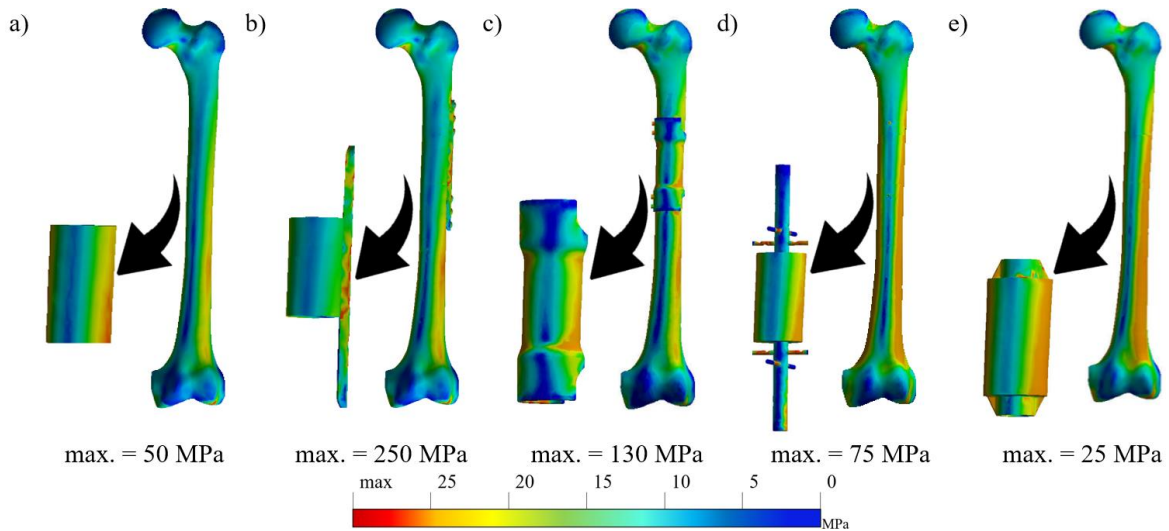 a) b) c) d) e)
max. = 50 MPa max. = 250 MPa max. = 130 MPa max. = 75 MPa max. = 25 MPa
max 25 20 15 10 5 0
MPa